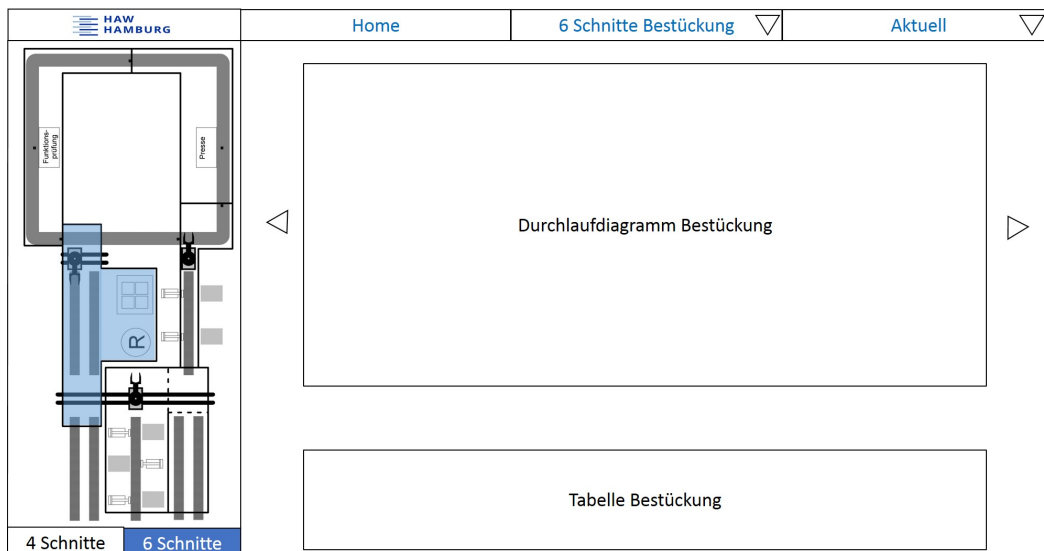 HAW
HAMBURG
Home
6 Schnitte Bestückung
Aktuell
Funktions-
prüfung
Presse
R
Durchlaufdiagramm Bestückung
Tabelle Bestückung
4 Schnitte
6 Schnitte